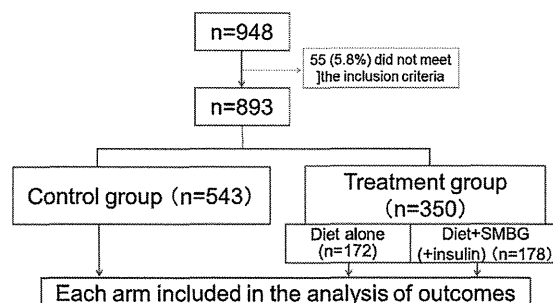 n=948
55 (5.8%) did not meet
]the inclusion criteria
n=893
Control group (n=543)
Treatment group
(n=350)
Diet alone
(n=172)
Diet+SMBG
(+insulin) (n=178)
Each arm included in the analysis of outcomes